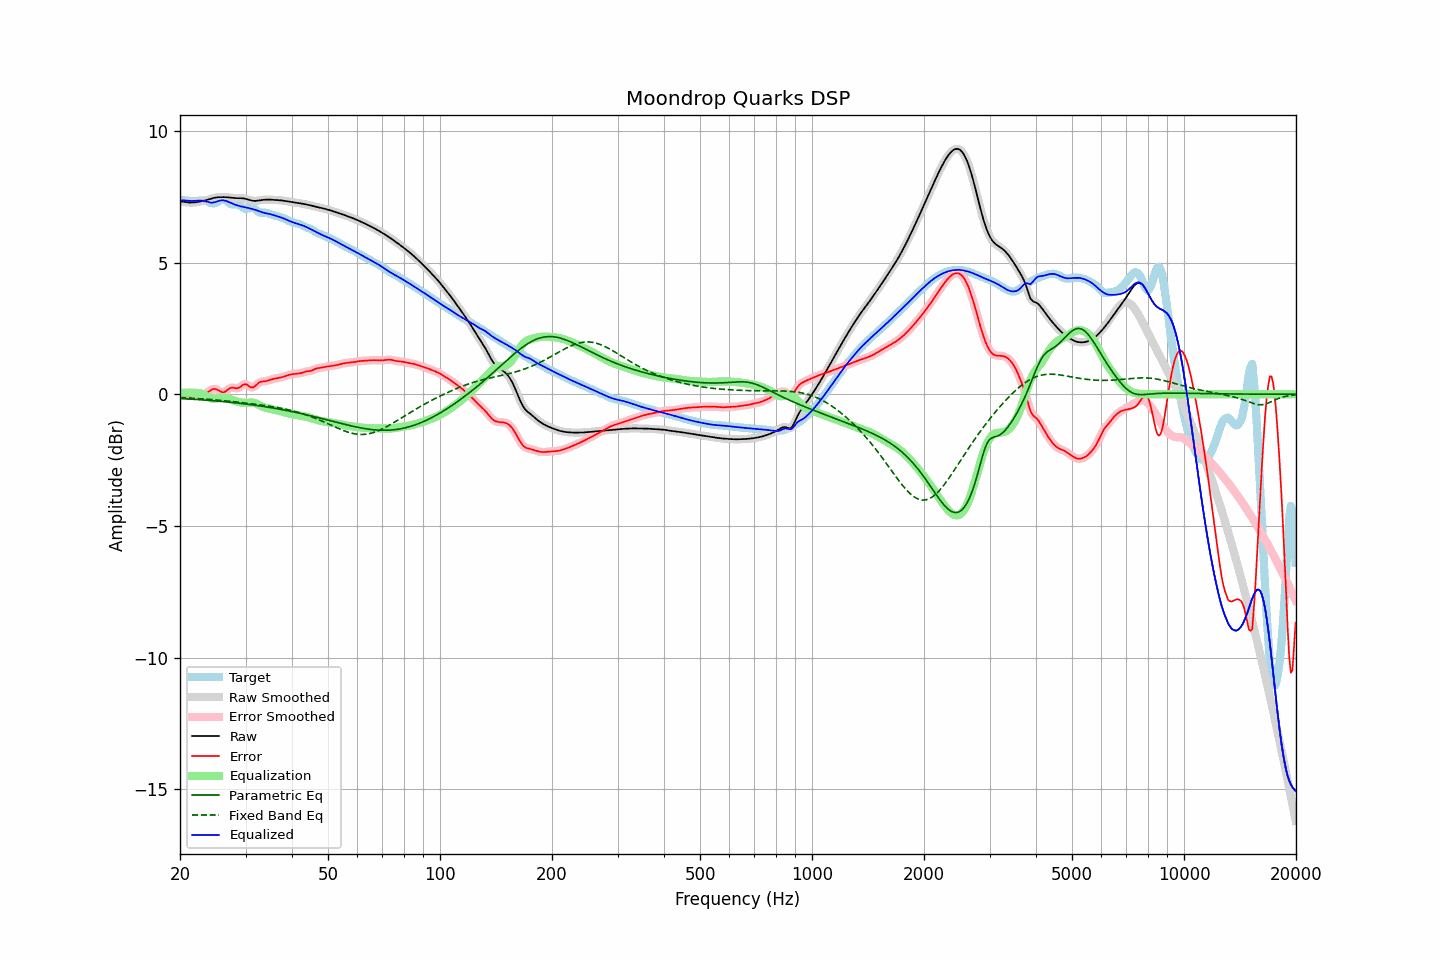 Moondrop Quarks DSP
Amplitude (dBr)
10
5
0
−5
−10
−15
Target
Raw Smoothed
Error Smoothed
Raw
Error
Equalization
Parametric Eq
Fixed Band Eq
Equalized
20 50 100 200 500 1000 2000 5000 10000 20000
Frequency (Hz)